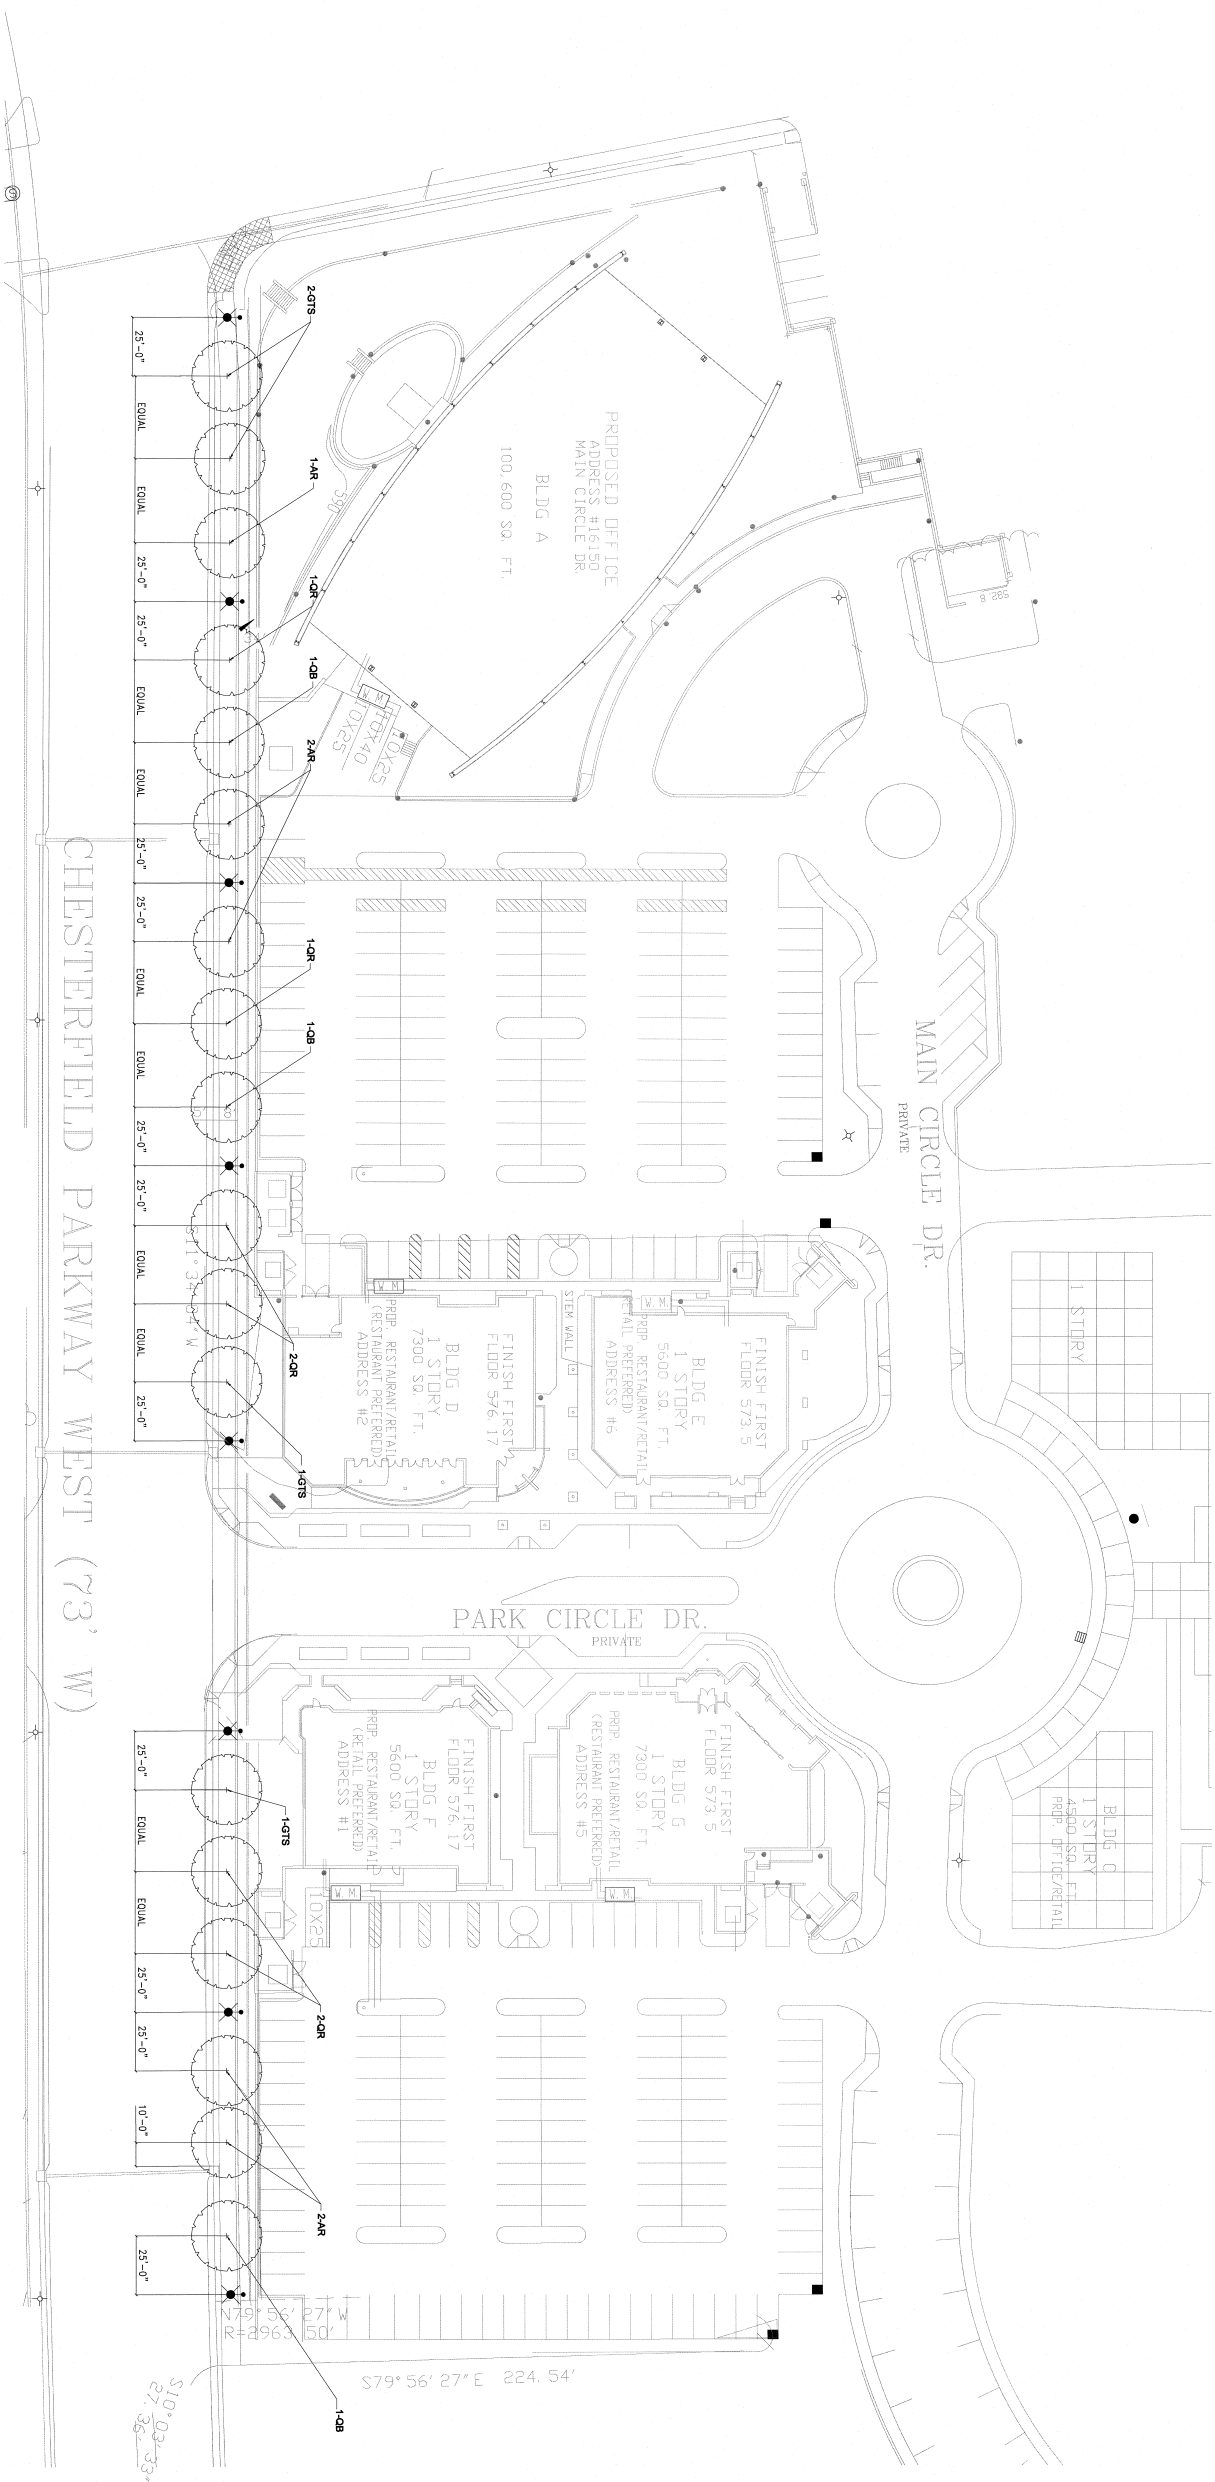 2-GTS
1-AR
1-QR
1-QB
2-AR
1-QR
1-QB
2-QR
1-GTS
1-GTS
2-QR
2-AR
1-QB
25'-0"
EQUAL
EQUAL
25'-0"
25'-0"
EQUAL
EQUAL
25'-0"
25'-0"
EQUAL
EQUAL
25'-0"
25'-0"
EQUAL
EQUAL
25'-0"
25'-0"
EQUAL
EQUAL
25'-0"
25'-0"
10'-0"
25'-0"
CHESTERFIELD PARKWAY WEST (73' W)
PROPOSED OFFICE
ADDRESS #16150
MAIN CIRCLE DR.
BLDG A
100,600 SQ. FT.
590
582.8
W.M.
10X25
10X40
10X25
MAIN CIRCLE DR.
PRIVATE
1 STORY
W.M.
FINISH FIRST
FLOOR 576.17
BLDG D
1 STORY
7300 SQ. FT.
PROP. RESTAURANT/RETAIL
(RESTAURANT PREFERRED)
ADDRESS #2
STEM WALL
W.M.
FINISH FIRST
FLOOR 573.5
BLDG E
1 STORY
5600 SQ. FT.
PROP. RESTAURANT/RETAIL
(RETAIL PREFERRED)
ADDRESS #6
PARK CIRCLE DR.
PRIVATE
FINISH FIRST
FLOOR 576.17
BLDG F
1 STORY
5600 SQ. FT.
PROP. RESTAURANT/RETAIL
(RETAIL PREFERRED)
ADDRESS #1
W.M.
10X25
FINISH FIRST
FLOOR 573.5
BLDG G
1 STORY
7300 SQ. FT.
PROP. RESTAURANT/RETAIL
(RESTAURANT PREFERRED)
ADDRESS #5
W.M.
BLDG C
1 STORY
4500 SQ. FT.
PROP. OFFICE/RETAIL
N79°56'27"W
R=2963.50'
S79°56'27"E 224.54'
S10°03'33"
27.36'